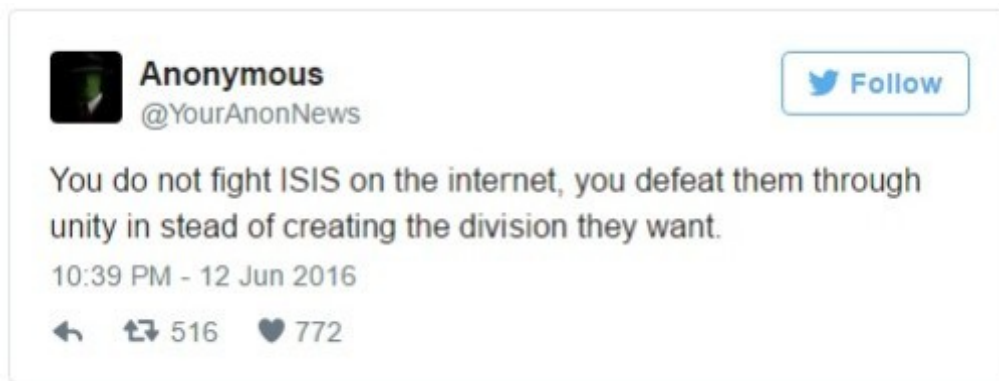 Anonymous
@YourAnonNews
Follow
You do not fight ISIS on the internet, you defeat them through
unity in stead of creating the division they want.
10:39 PM - 12 Jun 2016
516 772